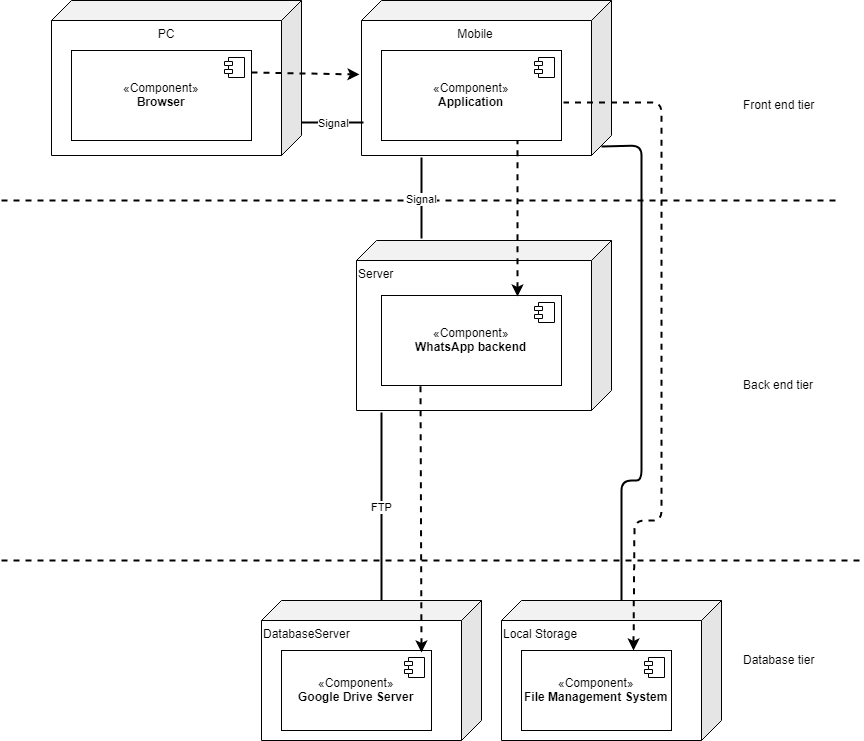 PC
Mobile
«Component»
Browser
«Component»
Application
Front end tier
Signal
Signal
Server
«Component»
WhatsApp backend
Back end tier
FTP
DatabaseServer
Local Storage
Database tier
«Component»
Google Drive Server
«Component»
File Management System